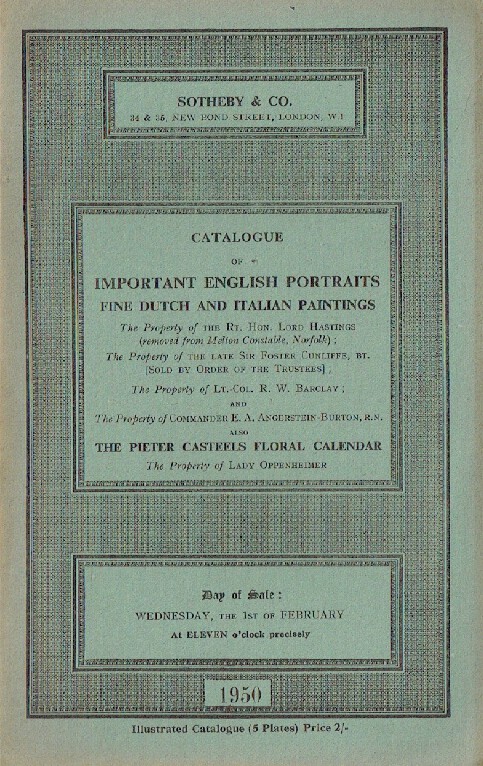 SOTHEBY & CO.
34 & 35, NEW BOND STREET, LONDON, W.1
CATALOGUE
OF
IMPORTANT ENGLISH PORTRAITS
FINE DUTCH AND ITALIAN PAINTINGS
The Property of THE RT. HON. LORD HASTINGS
(removed from Melton Constable, Norfolk);
The Property of THE LATE SIR FOSTER CUNLIFFE, BT.
[SOLD BY ORDER OF THE TRUSTEES];
The Property of LT.-COL. R. W. BARCLAY;
AND
The Property of COMMANDER E. A. ANGERSTEIN-BURTON, R.N.
ALSO
THE PIETER CASTEELS FLORAL CALENDAR
The Property of LADY OPPENHEIMER
Day of Sale:
WEDNESDAY, THE 1ST OF FEBRUARY
At ELEVEN o'clock precisely
1950
Illustrated Catalogue (5 Plates) Price 2/-